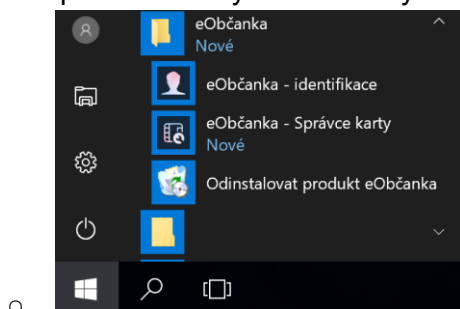 eObčanka
Nové
eObčanka - identifikace
eObčanka - Správce karty
Nové
Odinstalovat produkt eObčanka